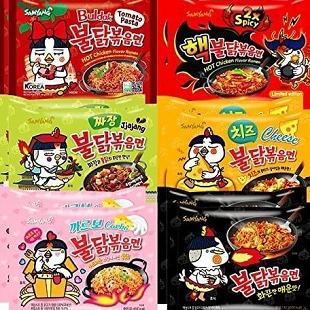 SAMYANG
Buldak
Tomato
Pasta
불닭볶음면
HOT Chicken Flavor Ramen
KOREA
SAMYANG
2x
Spicy
핵
불닭볶음면
HOT Chicken Flavor Ramen
Limited edition
SAMYANG
짜장
Jjajang
불닭볶음면
SAMYANG
치즈
Cheese
불닭볶음면
SAMYANG
까르보
Carbo
불닭볶음면
SAMYANG
불닭볶음면
화끈한 매운맛!